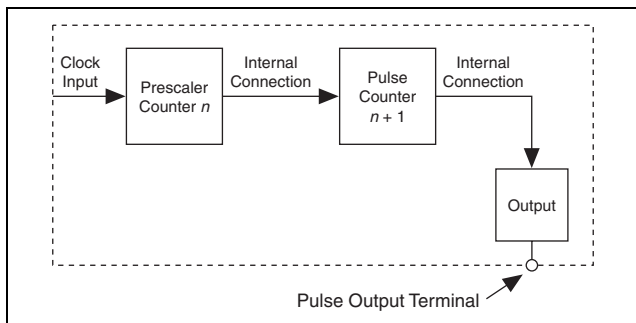 Clock
Input
Prescaler
Counter n
Internal
Connection
Pulse
Counter
n + 1
Internal
Connection
Output
Pulse Output Terminal